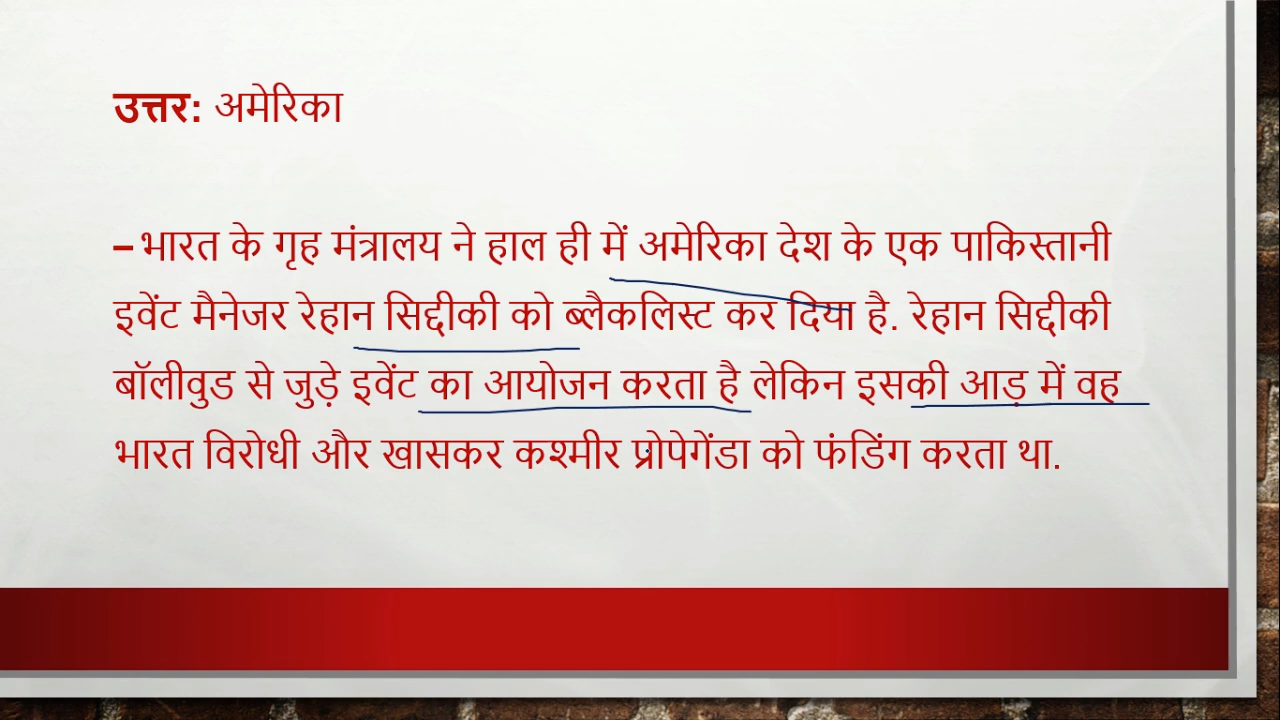 उत्तर: अमेरिका
– भारत के गृह मंत्रालय ने हाल ही में अमेरिका देश के एक पाकिस्तानी
इवेंट मैनेजर रेहान सिद्दीकी को ब्लैकलिस्ट कर दिया है. रेहान सिद्दीकी
बॉलीवुड से जुड़े इवेंट का आयोजन करता है लेकिन इसकी आड़ में वह
भारत विरोधी और खासकर कश्मीर प्रोपेगेंडा को फंडिंग करता था.